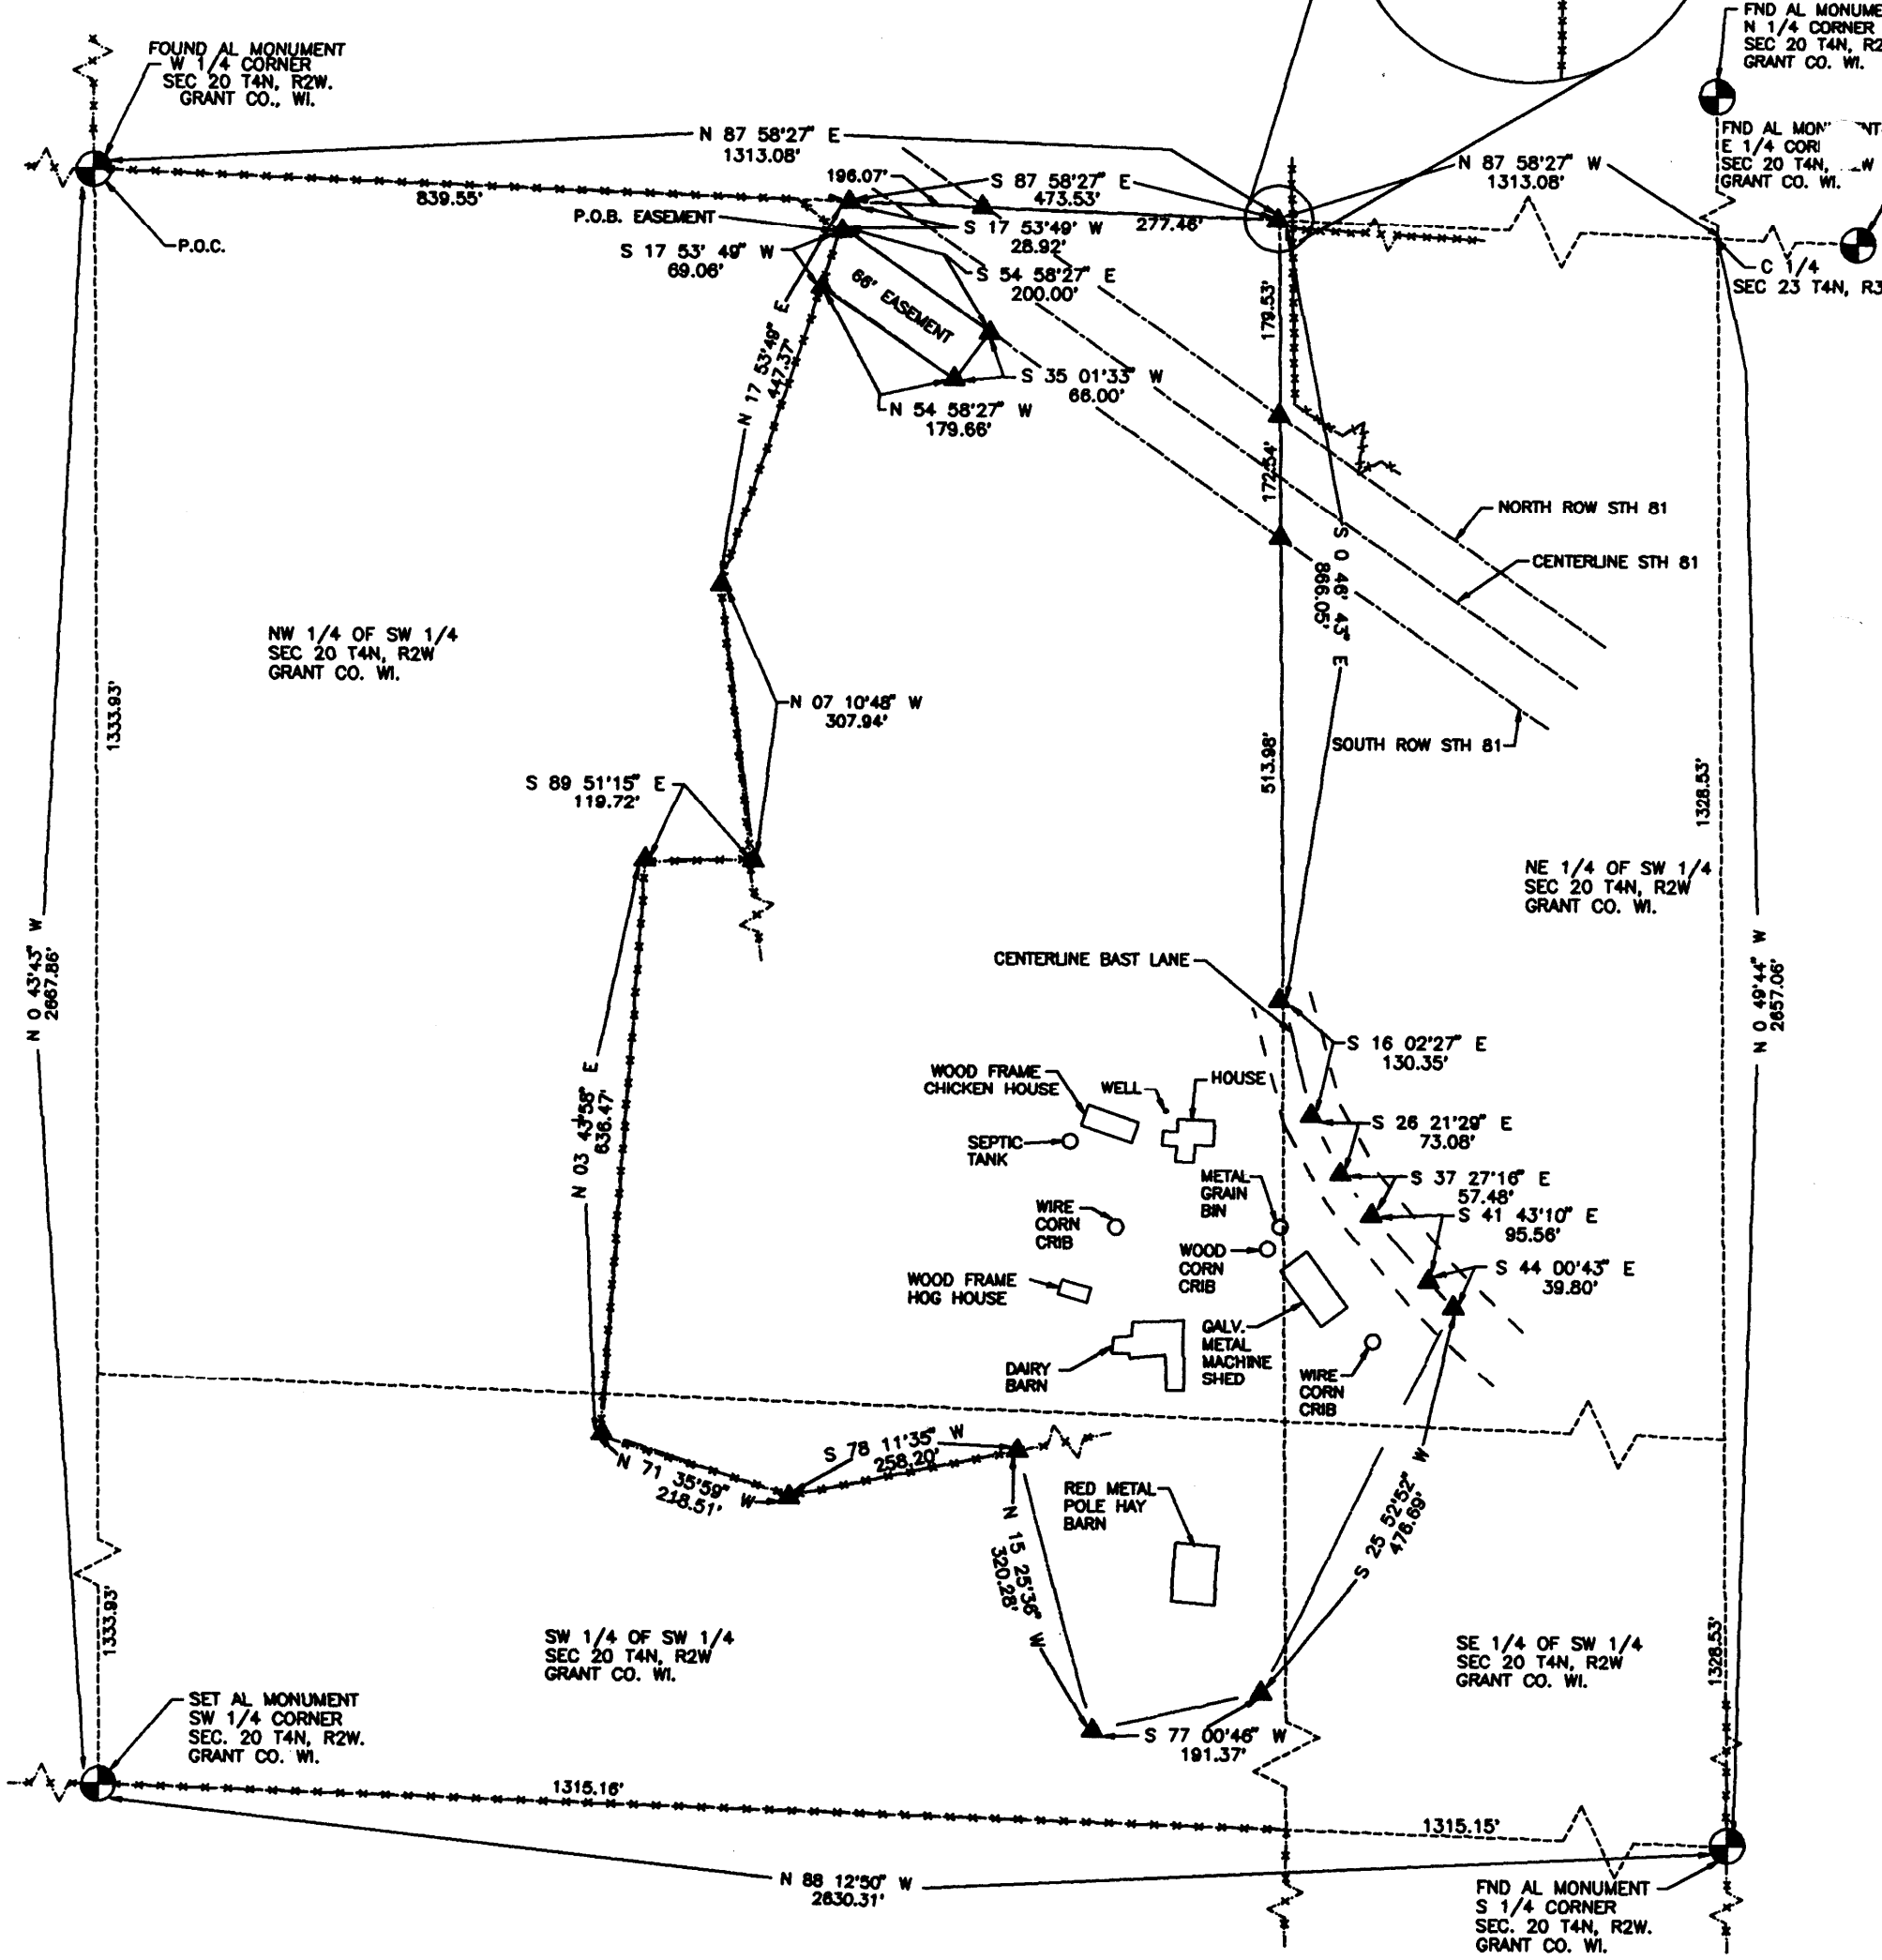 FOUND AL MONUMENT
W 1/4 CORNER
SEC 20 T4N, R2W.
GRANT CO., WI.
FND AL
N 1/4 CORNER
SEC 20 T4N,
GRANT CO. WI.
FND AL
E 1/4
SEC 20 T4N,
GRANT CO. WI.
N 87 58'27" E
1313.08'
N 87 58'27" W
1313.08'
839.55'
196.07'
S 87 58'27" E
473.53'
277.46'
P.O.C.
P.O.B. EASEMENT
S 17 53'49" W
28.92'
S 17 53' 49" W
69.06'
S 54 58'27" E
200.00'
66' EASEMENT
C 1/4
SEC 23 T4N,
179.53'
S 35 01'33" W
66.00'
N 54 58'27" W
179.66'
N 17 53'49" E
447.37'
172.54'
NORTH ROW STH 81
CENTERLINE STH 81
SOUTH ROW STH 81
S 0 46' 43" E
866.05'
NW 1/4 OF SW 1/4
SEC 20 T4N, R2W
GRANT CO. WI.
1333.93'
N 07 10'48" W
307.94'
513.98'
S 89 51'15" E
119.72'
1328.53'
NE 1/4 OF SW 1/4
SEC 20 T4N, R2W
GRANT CO. WI.
N 0 43'43" W
2667.86'
N 0 49'44" W
2657.06'
CENTERLINE BAST LANE
S 16 02'27" E
130.35'
N 03 43'58" E
636.47'
WOOD FRAME
CHICKEN HOUSE
WELL
HOUSE
SEPTIC
TANK
S 26 21'29" E
73.08'
S 37 27'16" E
57.48'
S 41 43'10" E
95.56'
S 44 00'43" E
39.80'
METAL
GRAIN
BIN
WIRE
CORN
CRIB
WOOD
CORN
CRIB
WOOD FRAME
HOG HOUSE
GALV.
METAL
MACHINE
SHED
DAIRY
BARN
WIRE
CORN
CRIB
S 78 11'35" W
258.20'
N 71 35'59" W
218.51'
RED METAL
POLE HAY
BARN
N 15 25'36" W
320.28'
S 25 52'52" W
476.69'
1333.93'
SW 1/4 OF SW 1/4
SEC 20 T4N, R2W
GRANT CO. WI.
SE 1/4 OF SW 1/4
SEC 20 T4N, R2W
GRANT CO. WI.
1328.53'
SET AL MONUMENT
SW 1/4 CORNER
SEC. 20 T4N, R2W.
GRANT CO. WI.
S 77 00'46" W
191.37'
1315.16'
1315.15'
N 88 12'50" W
2630.31'
FND AL MONUMENT
S 1/4 CORNER
SEC. 20 T4N, R2W.
GRANT CO. WI.